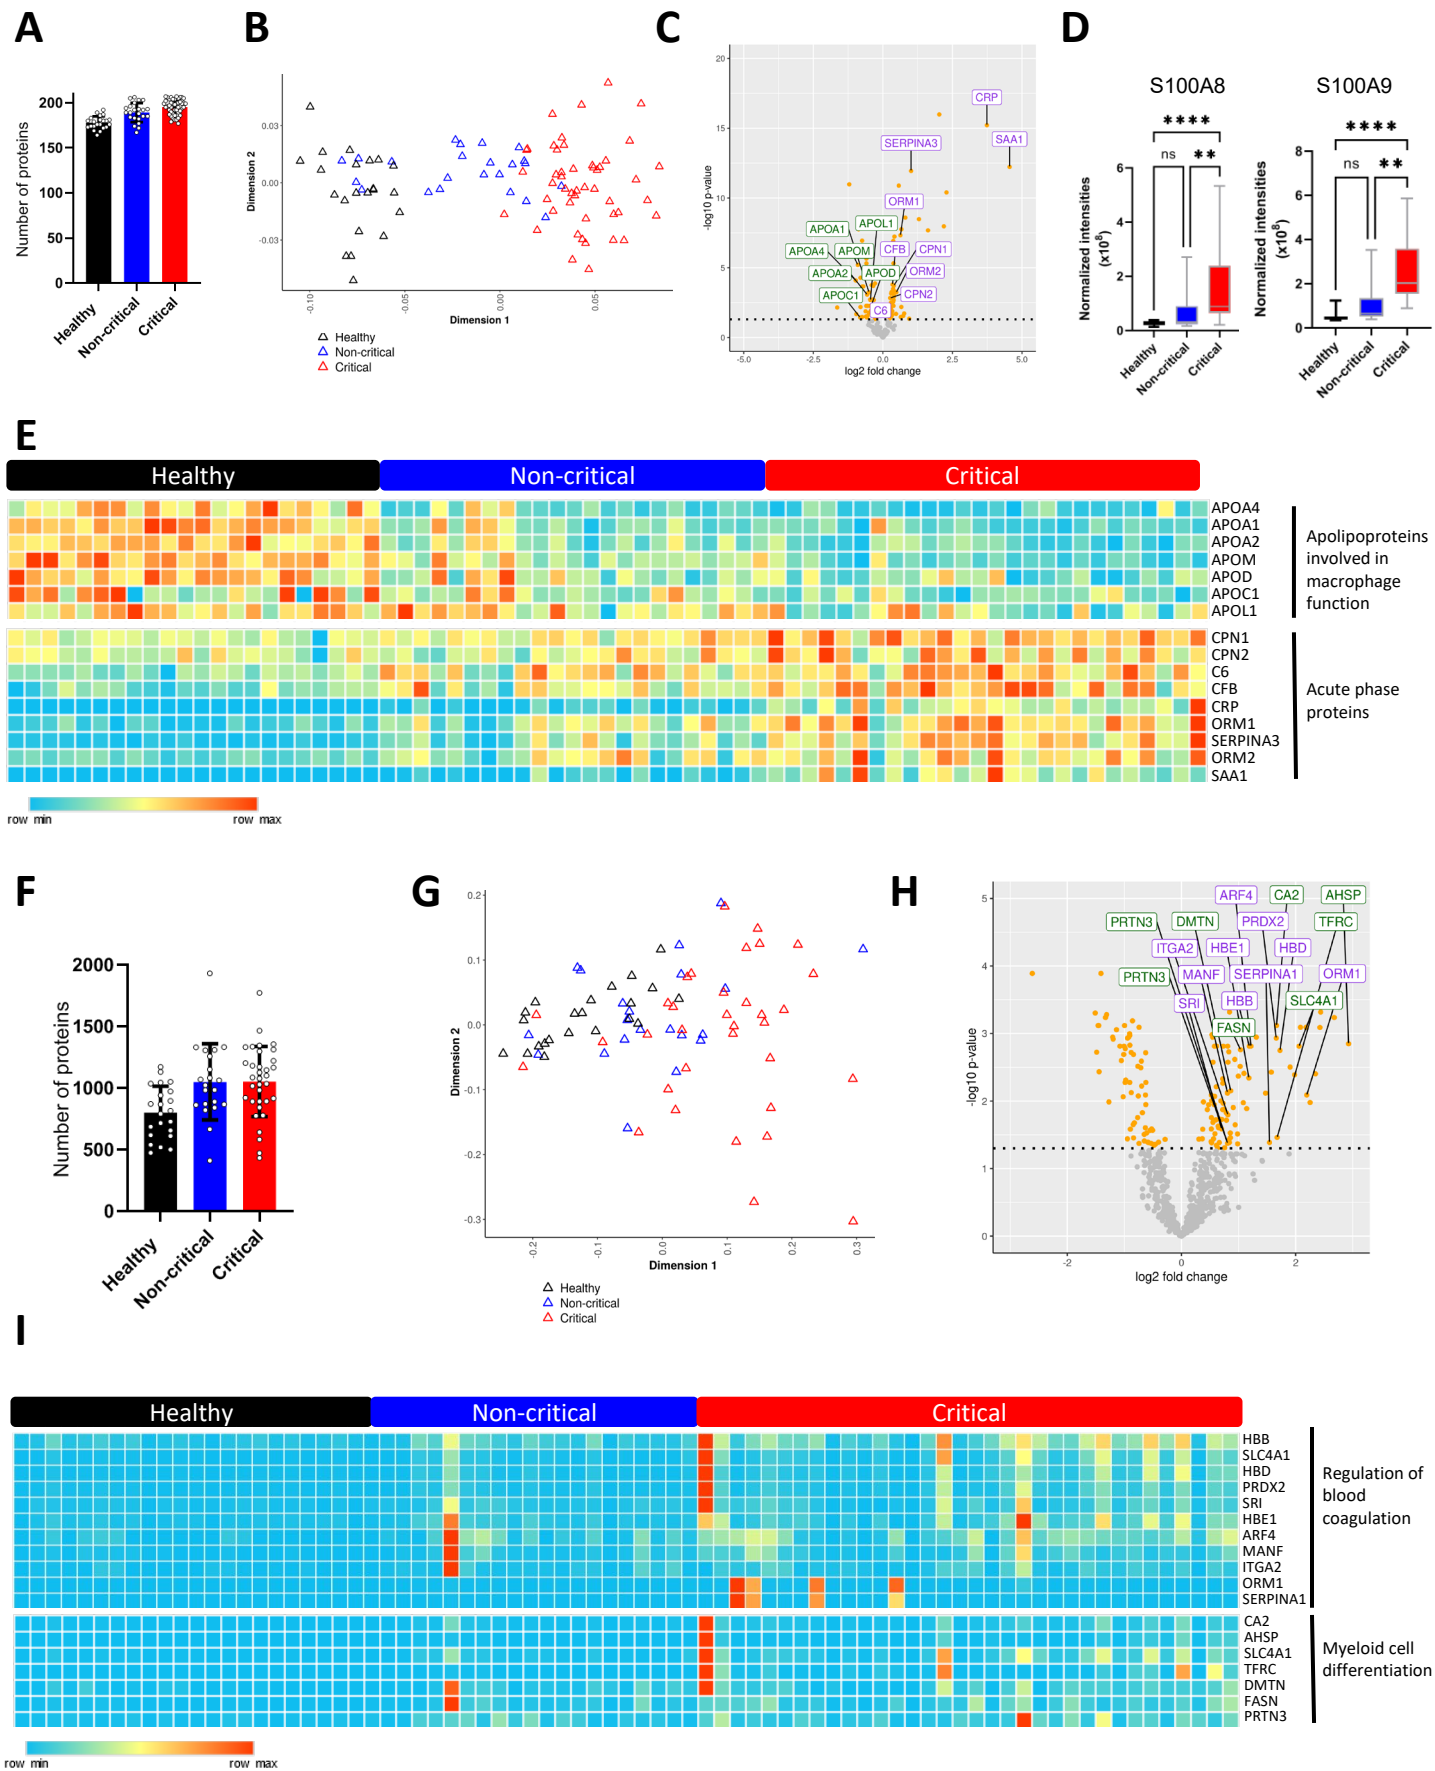 A
Number of proteins
200
150
100
50
0
Healthy
Non-critical
Critical
B
Dimension 2
0.03
0.00
-0.03
-0.10
-0.05
0.00
0.05
Dimension 1
Healthy
Non-critical
Critical
C
-log10 p-value
20
15
10
5
0
CRP
SAA1
SERPINA3
ORM1
APOA1
APOL1
APOA4
APOM
CFB
CPN1
APOA2
APOD
ORM2
APOC1
CPN2
C6
-5.0
-2.5
0.0
2.5
5.0
log2 fold change
D
S100A8
****
ns
**
Normalized intensities
(x10⁸)
6
4
2
0
Healthy
Non-critical
Critical
S100A9
****
ns
**
Normalized intensities
(x10⁸)
8
6
4
2
0
Healthy
Non-critical
Critical
E
Healthy
Non-critical
Critical
APOA4
APOA1
APOA2
APOM
APOD
APOC1
APOL1
Apolipoproteins
involved in
macrophage
function
CPN1
CPN2
C6
CFB
CRP
ORM1
SERPINA3
ORM2
SAA1
Acute phase
proteins
row min
row max
F
Number of proteins
2000
1500
1000
500
0
Healthy
Non-critical
Critical
G
Dimension 2
0.2
0.1
0.0
-0.1
-0.2
-0.3
-0.2
-0.1
0.0
0.1
0.2
0.3
Dimension 1
Healthy
Non-critical
Critical
H
-log10 p-value
5
4
3
2
1
0
ARF4
CA2
AHSP
PRTN3
DMTN
PRDX2
TFRC
ITGA2
HBE1
HBD
PRTN3
MANF
SERPINA1
ORM1
SRI
HBB
SLC4A1
FASN
-2
0
2
log2 fold change
I
Healthy
Non-critical
Critical
HBB
SLC4A1
HBD
PRDX2
SRI
HBE1
ARF4
MANF
ITGA2
ORM1
SERPINA1
Regulation of
blood
coagulation
CA2
AHSP
SLC4A1
TFRC
DMTN
FASN
PRTN3
Myeloid cell
differentiation
row min
row max